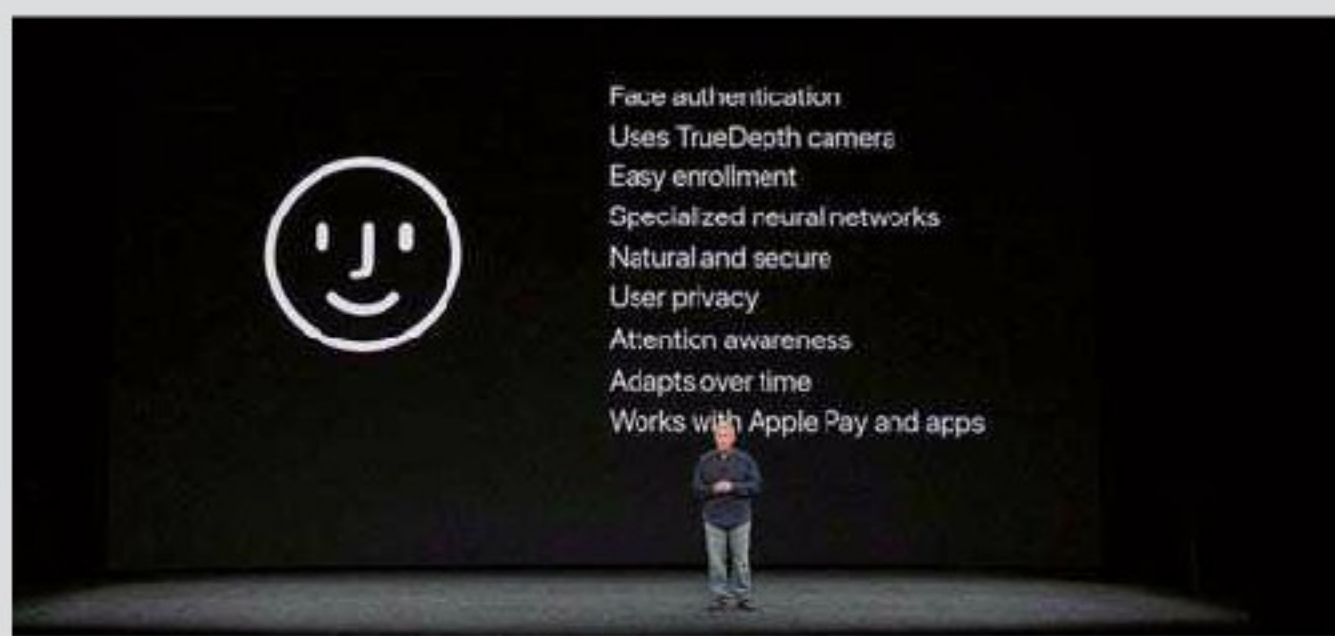 Face authentication
Uses TrueDepth camera
Easy enrollment
Specialized neural networks
Natural and secure
User privacy
Attention awareness
Adapts over time
Works with Apple Pay and apps